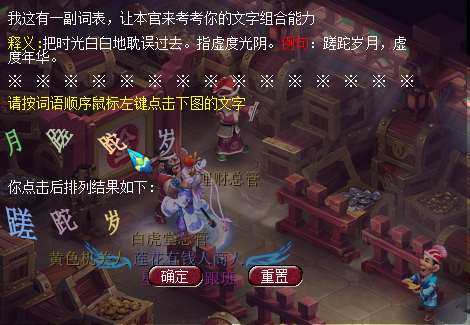 我这有一副词表，让本官来考考你的文字组合能力
释义:把时光白白地耽误过去。指虚度光阴。例句：蹉跎岁月，虚
度年华。
※ ※ ※ ※ ※ ※ ※ ※ ※ ※ ※ ※ ※ ※ ※
请按词语顺序鼠标左键点击下图的文字
月 蹉 跎 岁
理财总管
你点击后排列结果如下：
蹉 跎 岁
白虎堂总管
黄色机关人 莲花有钱人商人
确定 跟班 重置